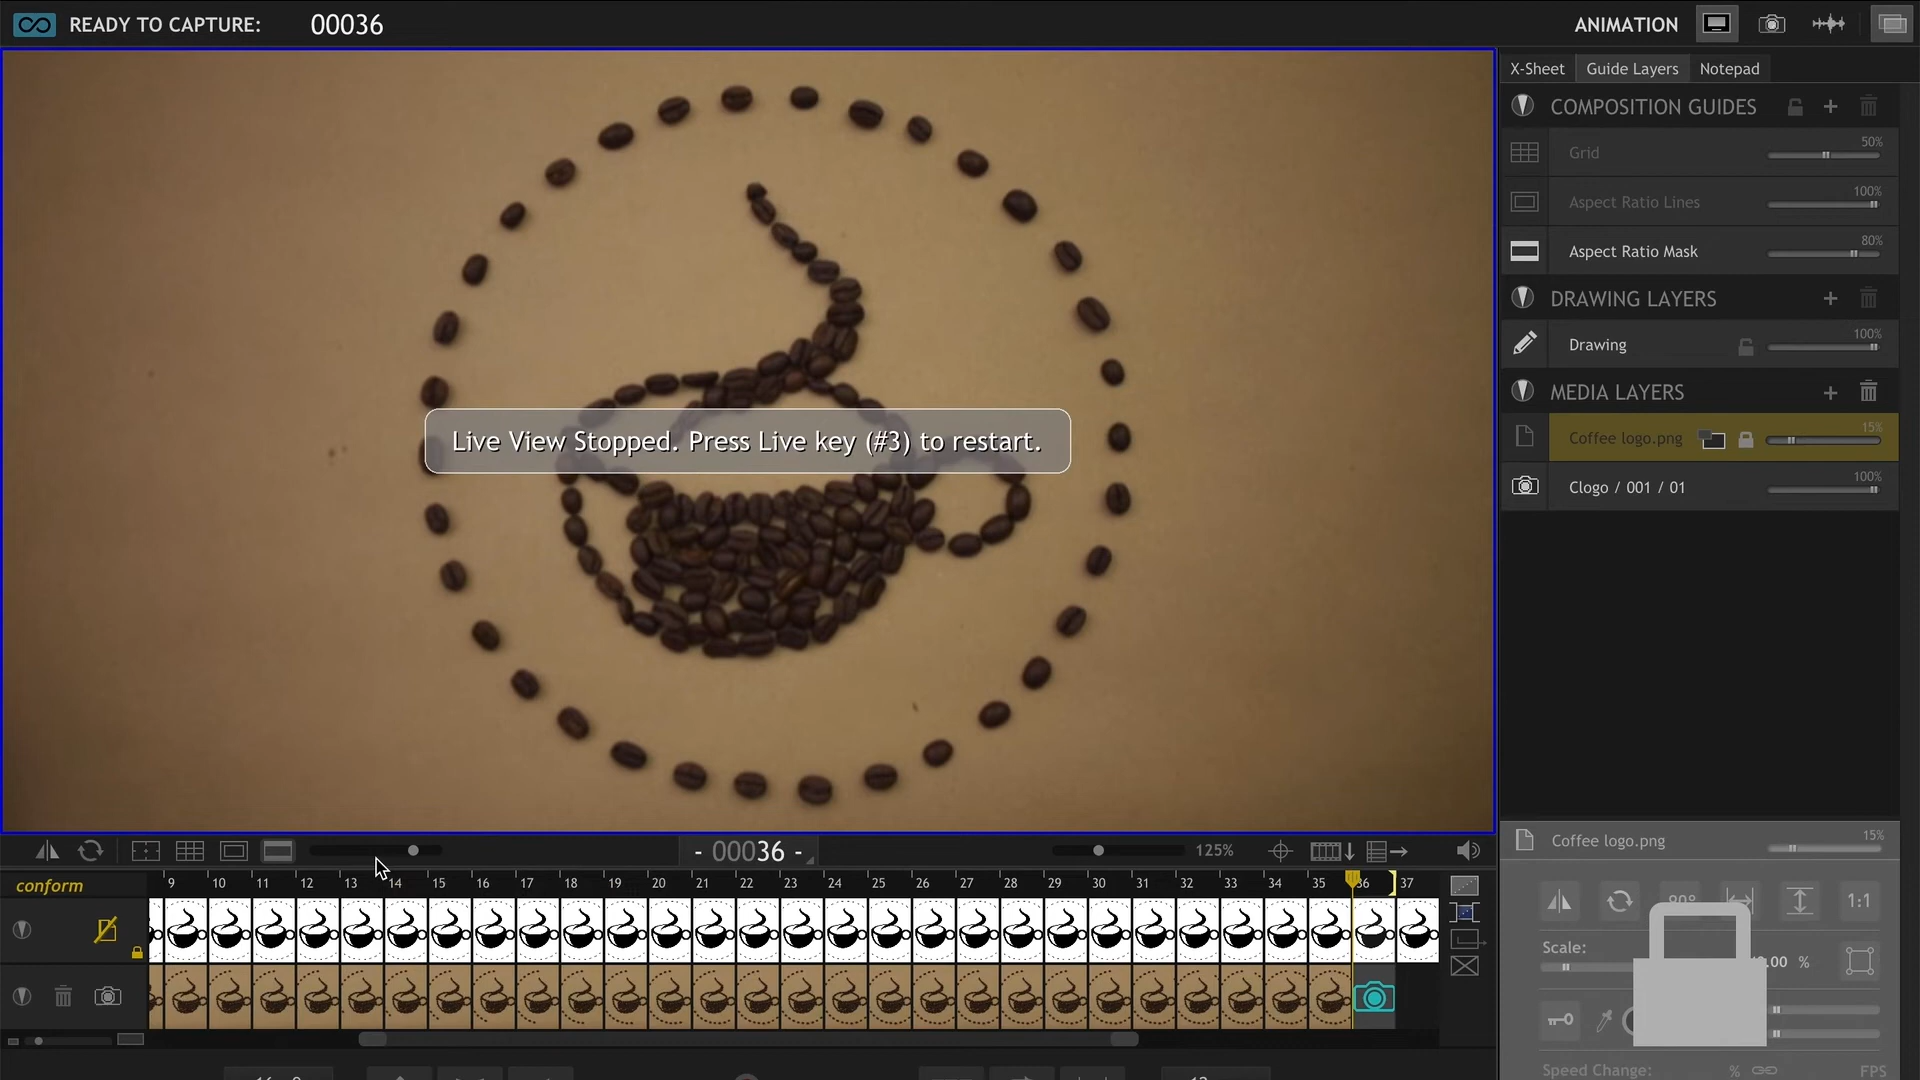 READY TO CAPTURE: 00036
ANIMATION
X-Sheet Guide Layers Notepad
COMPOSITION GUIDES
Grid 50%
Aspect Ratio Lines 100%
Aspect Ratio Mask 80%
DRAWING LAYERS
Drawing 100%
MEDIA LAYERS
Coffee logo.png 15%
Clogo / 001 / 01 100%
Live View Stopped. Press Live key (#3) to restart.
- 00036 -
125%
conform
9 10 11 12 13 14 15 16 17 18 19 20 21 22 23 24 25 26 27 28 29 30 31 32 33 34 35 36 37
Coffee logo.png 15%
1:1
Scale:
%
Speed Change: % FPS